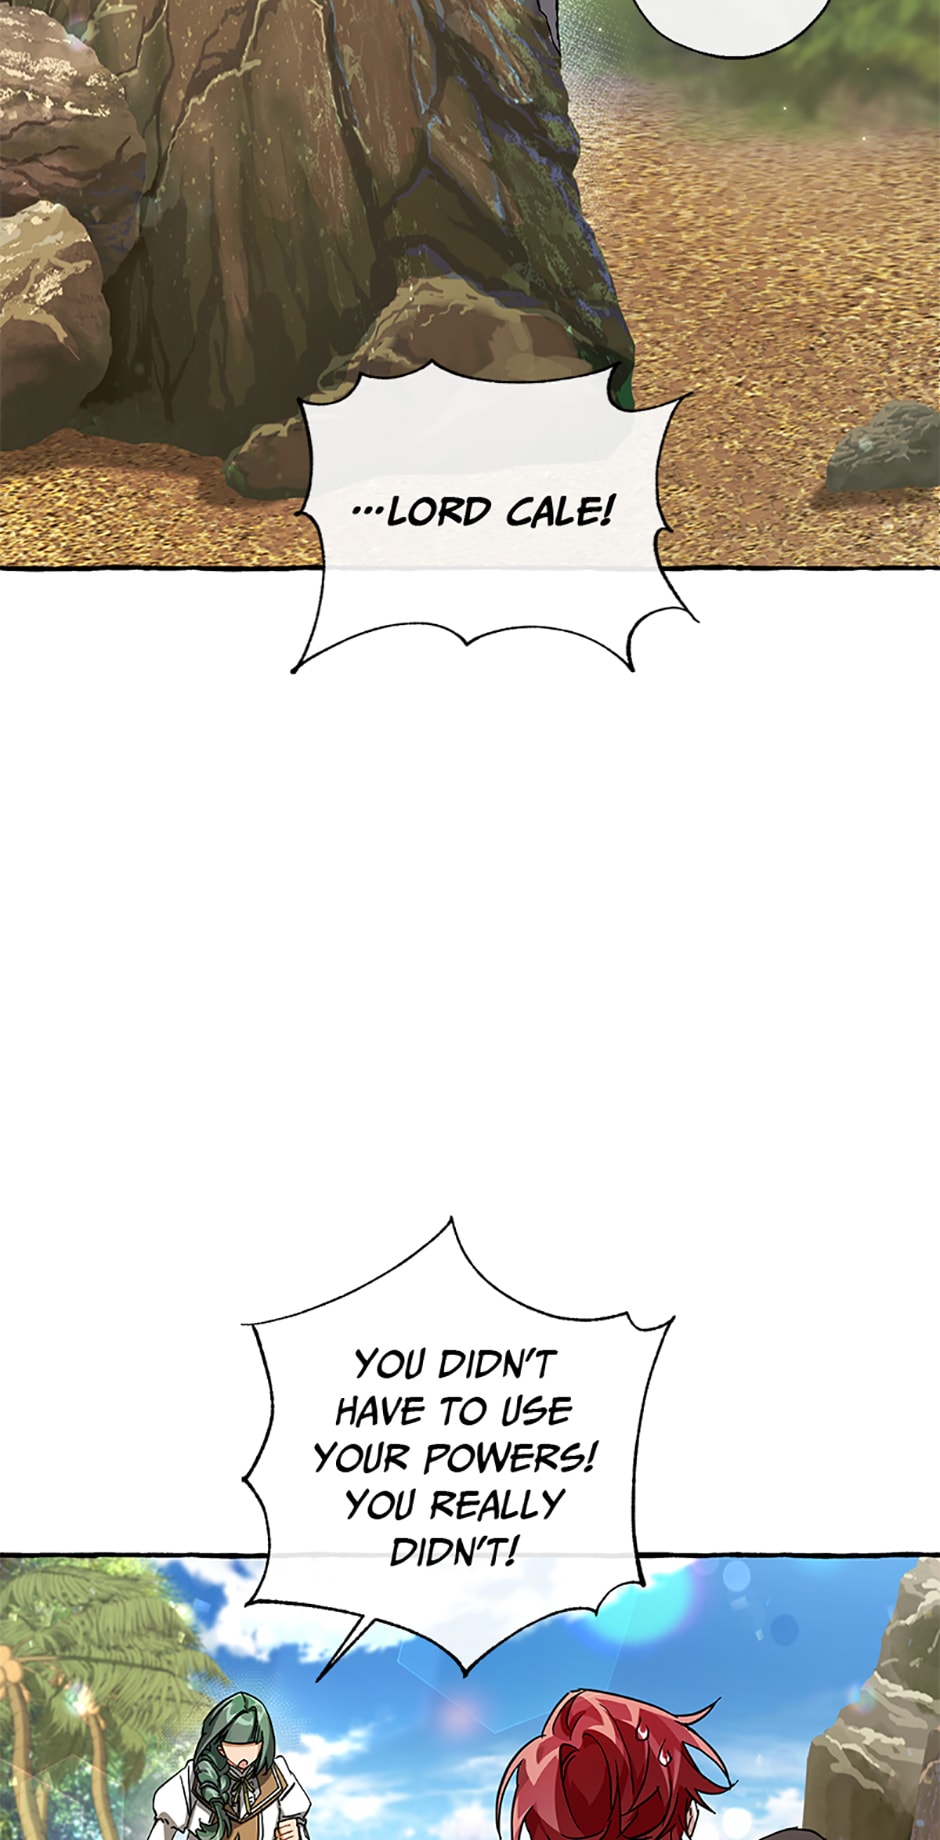 ...LORD CALE!
YOU DIDN'T
HAVE TO USE
YOUR POWERS!
YOU REALLY
DIDN'T!